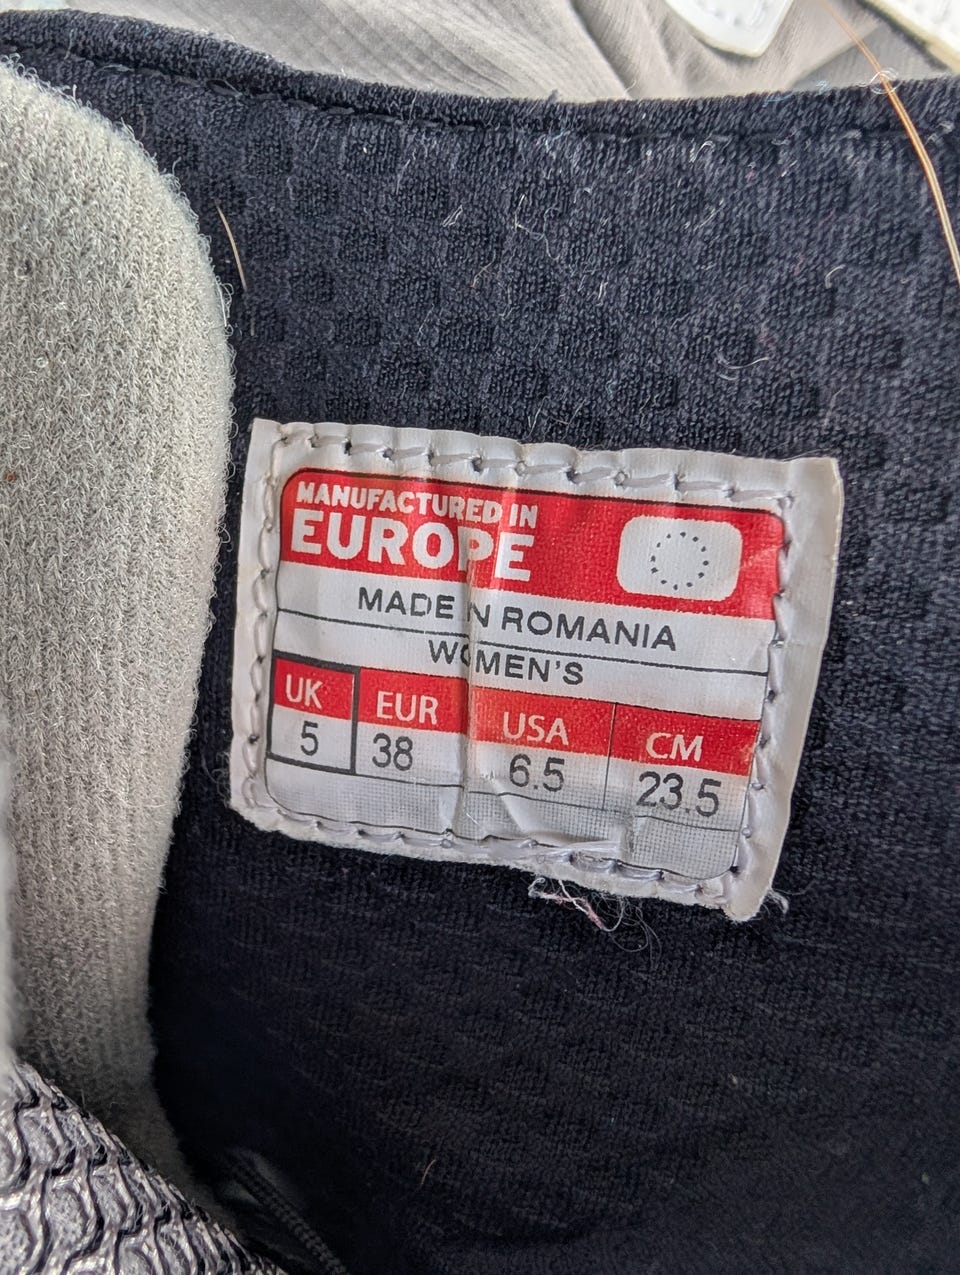 MANUFACTURED IN
EUROPE
MADE IN ROMANIA
WOMEN'S
UK EUR USA CM
5 38 6.5 23.5